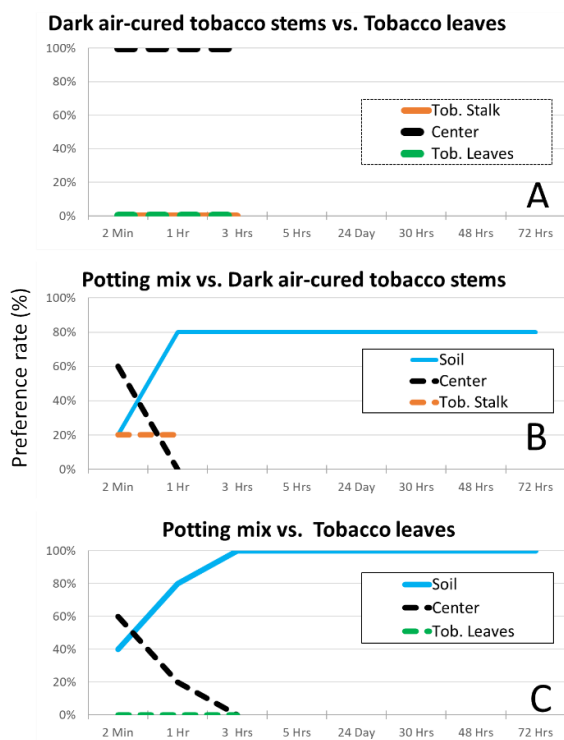 Dark air-cured tobacco stems vs. Tobacco leaves
100%
80%
60%
40%
20%
0%
Tob. Stalk
Center
Tob. Leaves
A
2 Min 1 Hr 3 Hrs 5 Hrs 24 Day 30 Hrs 48 Hrs 72 Hrs
Preference rate (%)
Potting mix vs. Dark air-cured tobacco stems
100%
80%
60%
40%
20%
0%
Soil
Center
Tob. Stalk
B
2 Min 1 Hr 3 Hrs 5 Hrs 24 Day 30 Hrs 48 Hrs 72 Hrs
Potting mix vs. Tobacco leaves
100%
80%
60%
40%
20%
0%
Soil
Center
Tob. Leaves
C
2 Min 1 Hr 3 Hrs 5 Hrs 24 Day 30 Hrs 48 Hrs 72 Hrs